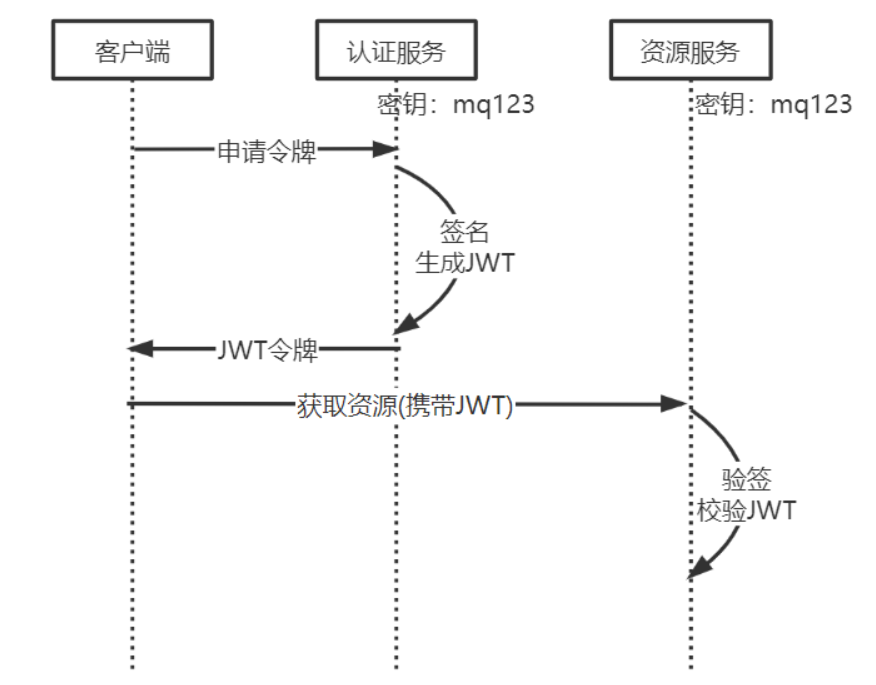 客户端
认证服务
资源服务
密钥：mq123
密钥：mq123
申请令牌
签名
生成JWT
JWT令牌
获取资源(携带JWT)
验签
校验JWT